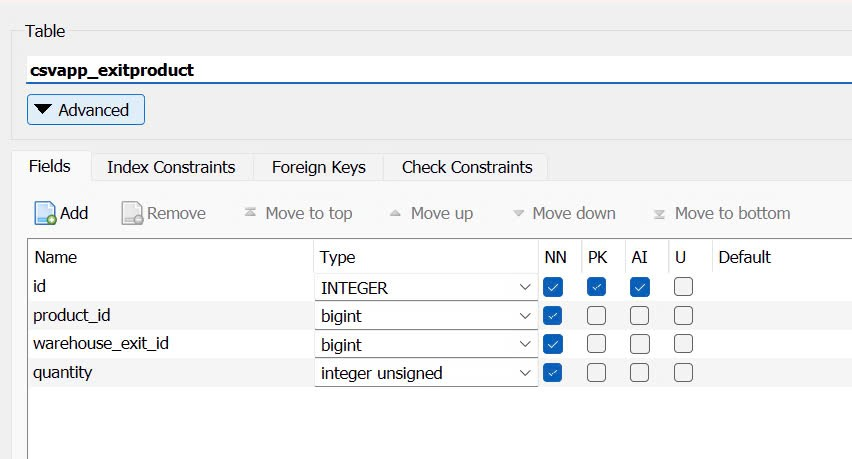 Table
csvapp_exitproduct
Advanced
Fields Index Constraints Foreign Keys Check Constraints
Add Remove Move to top Move up Move down Move to bottom
Name Type NN PK AI U Default
id INTEGER
product_id bigint
warehouse_exit_id bigint
quantity integer unsigned